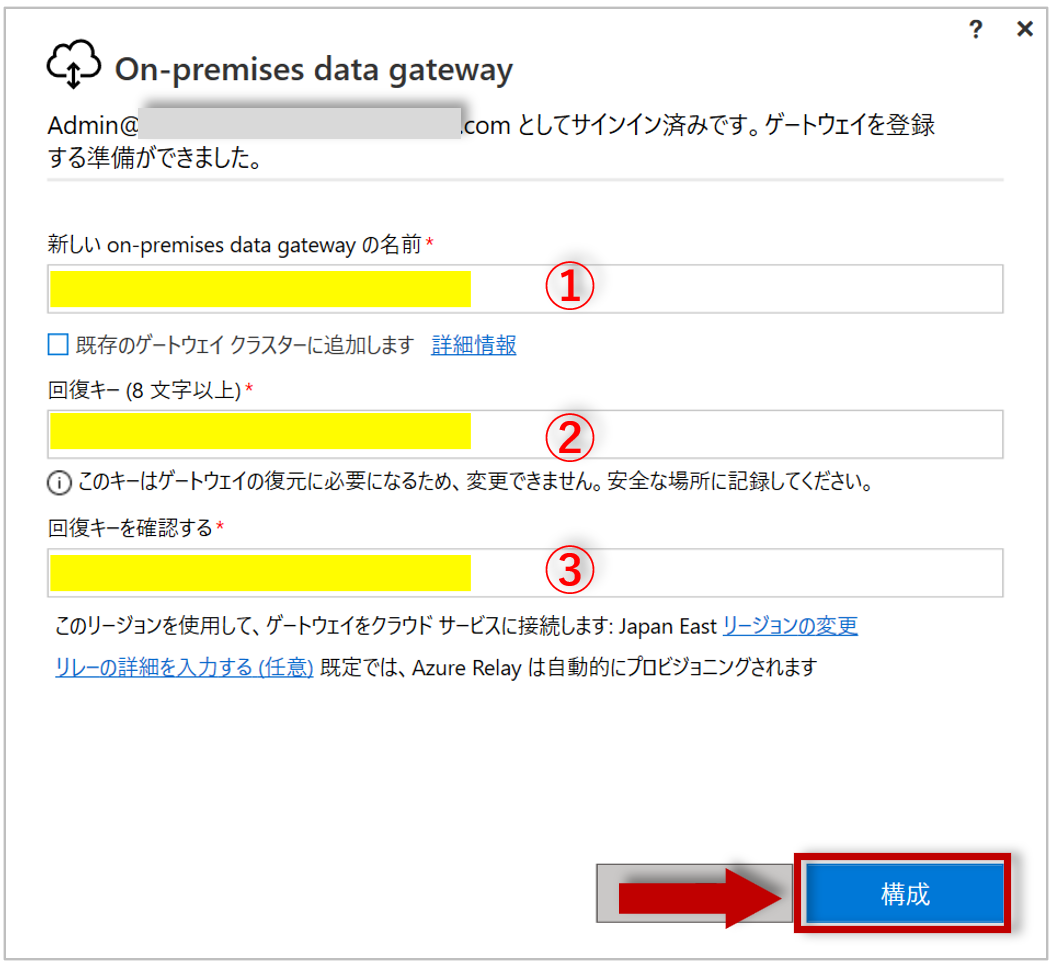 ? ×
On-premises data gateway
Admin@ .com としてサインイン済みです。ゲートウェイを登録
する準備ができました。
新しい on-premises data gateway の名前*
①
既存のゲートウェイ クラスターに追加します 詳細情報
回復キー (8 文字以上)*
②
このキーはゲートウェイの復元に必要になるため、変更できません。安全な場所に記録してください。
回復キーを確認する*
③
このリージョンを使用して、ゲートウェイをクラウド サービスに接続します: Japan East リージョンの変更
リレーの詳細を入力する (任意) 既定では、Azure Relay は自動的にプロビジョニングされます
構成